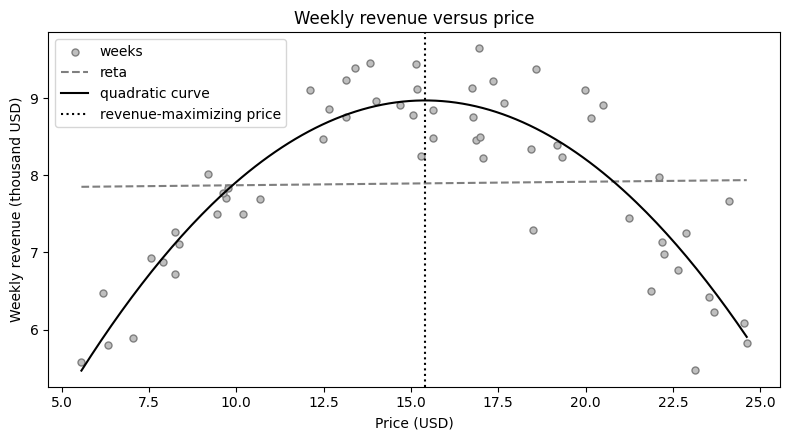 Weekly revenue versus price
weeks
reta
quadratic curve
revenue-maximizing price
Weekly revenue (thousand USD)
9
8
7
6
5.0 7.5 10.0 12.5 15.0 17.5 20.0 22.5 25.0
Price (USD)